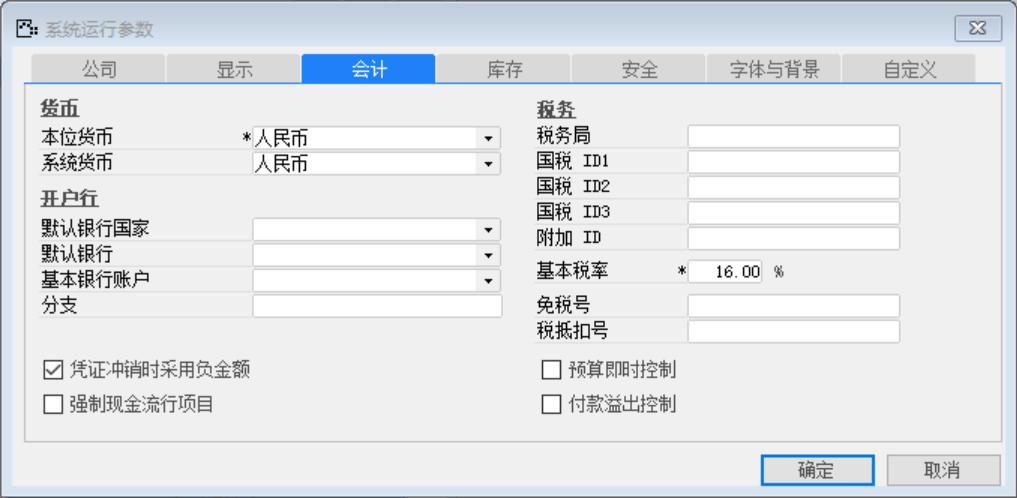 系统运行参数
公司 显示 会计 库存 安全 字体与背景 自定义
货币
本位货币 *人民币
系统货币 人民币
开户行
默认银行国家
默认银行
基本银行账户
分支
税务
税务局
国税 ID1
国税 ID2
国税 ID3
附加 ID
基本税率 * 16.00 %
免税号
税抵扣号
凭证冲销时采用负金额
强制现金流行项目
预算即时控制
付款溢出控制
确定 取消